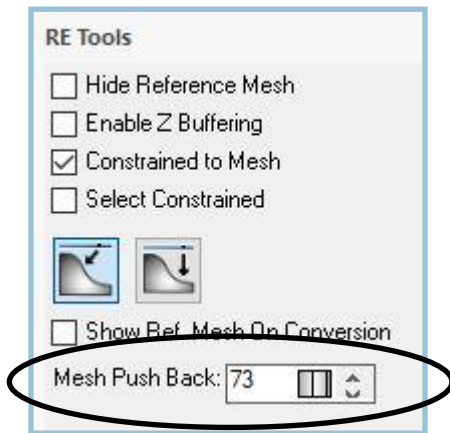 RE Tools
Hide Reference Mesh
Enable Z Buffering
Constrained to Mesh
Select Constrained
Show Ref. Mesh On Conversion
Mesh Push Back: 73